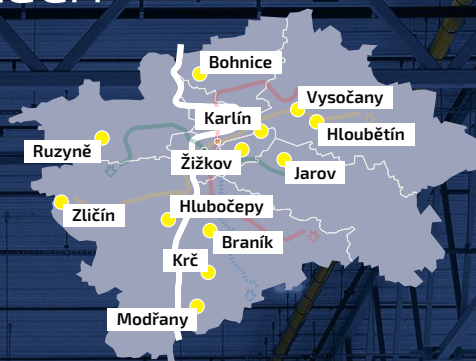 Bohnice
Vysočany
Karlín
Hloubětín
Ruzyně
Žižkov
Jarov
Zličín
Hlubočepy
Braník
Krč
Modřany